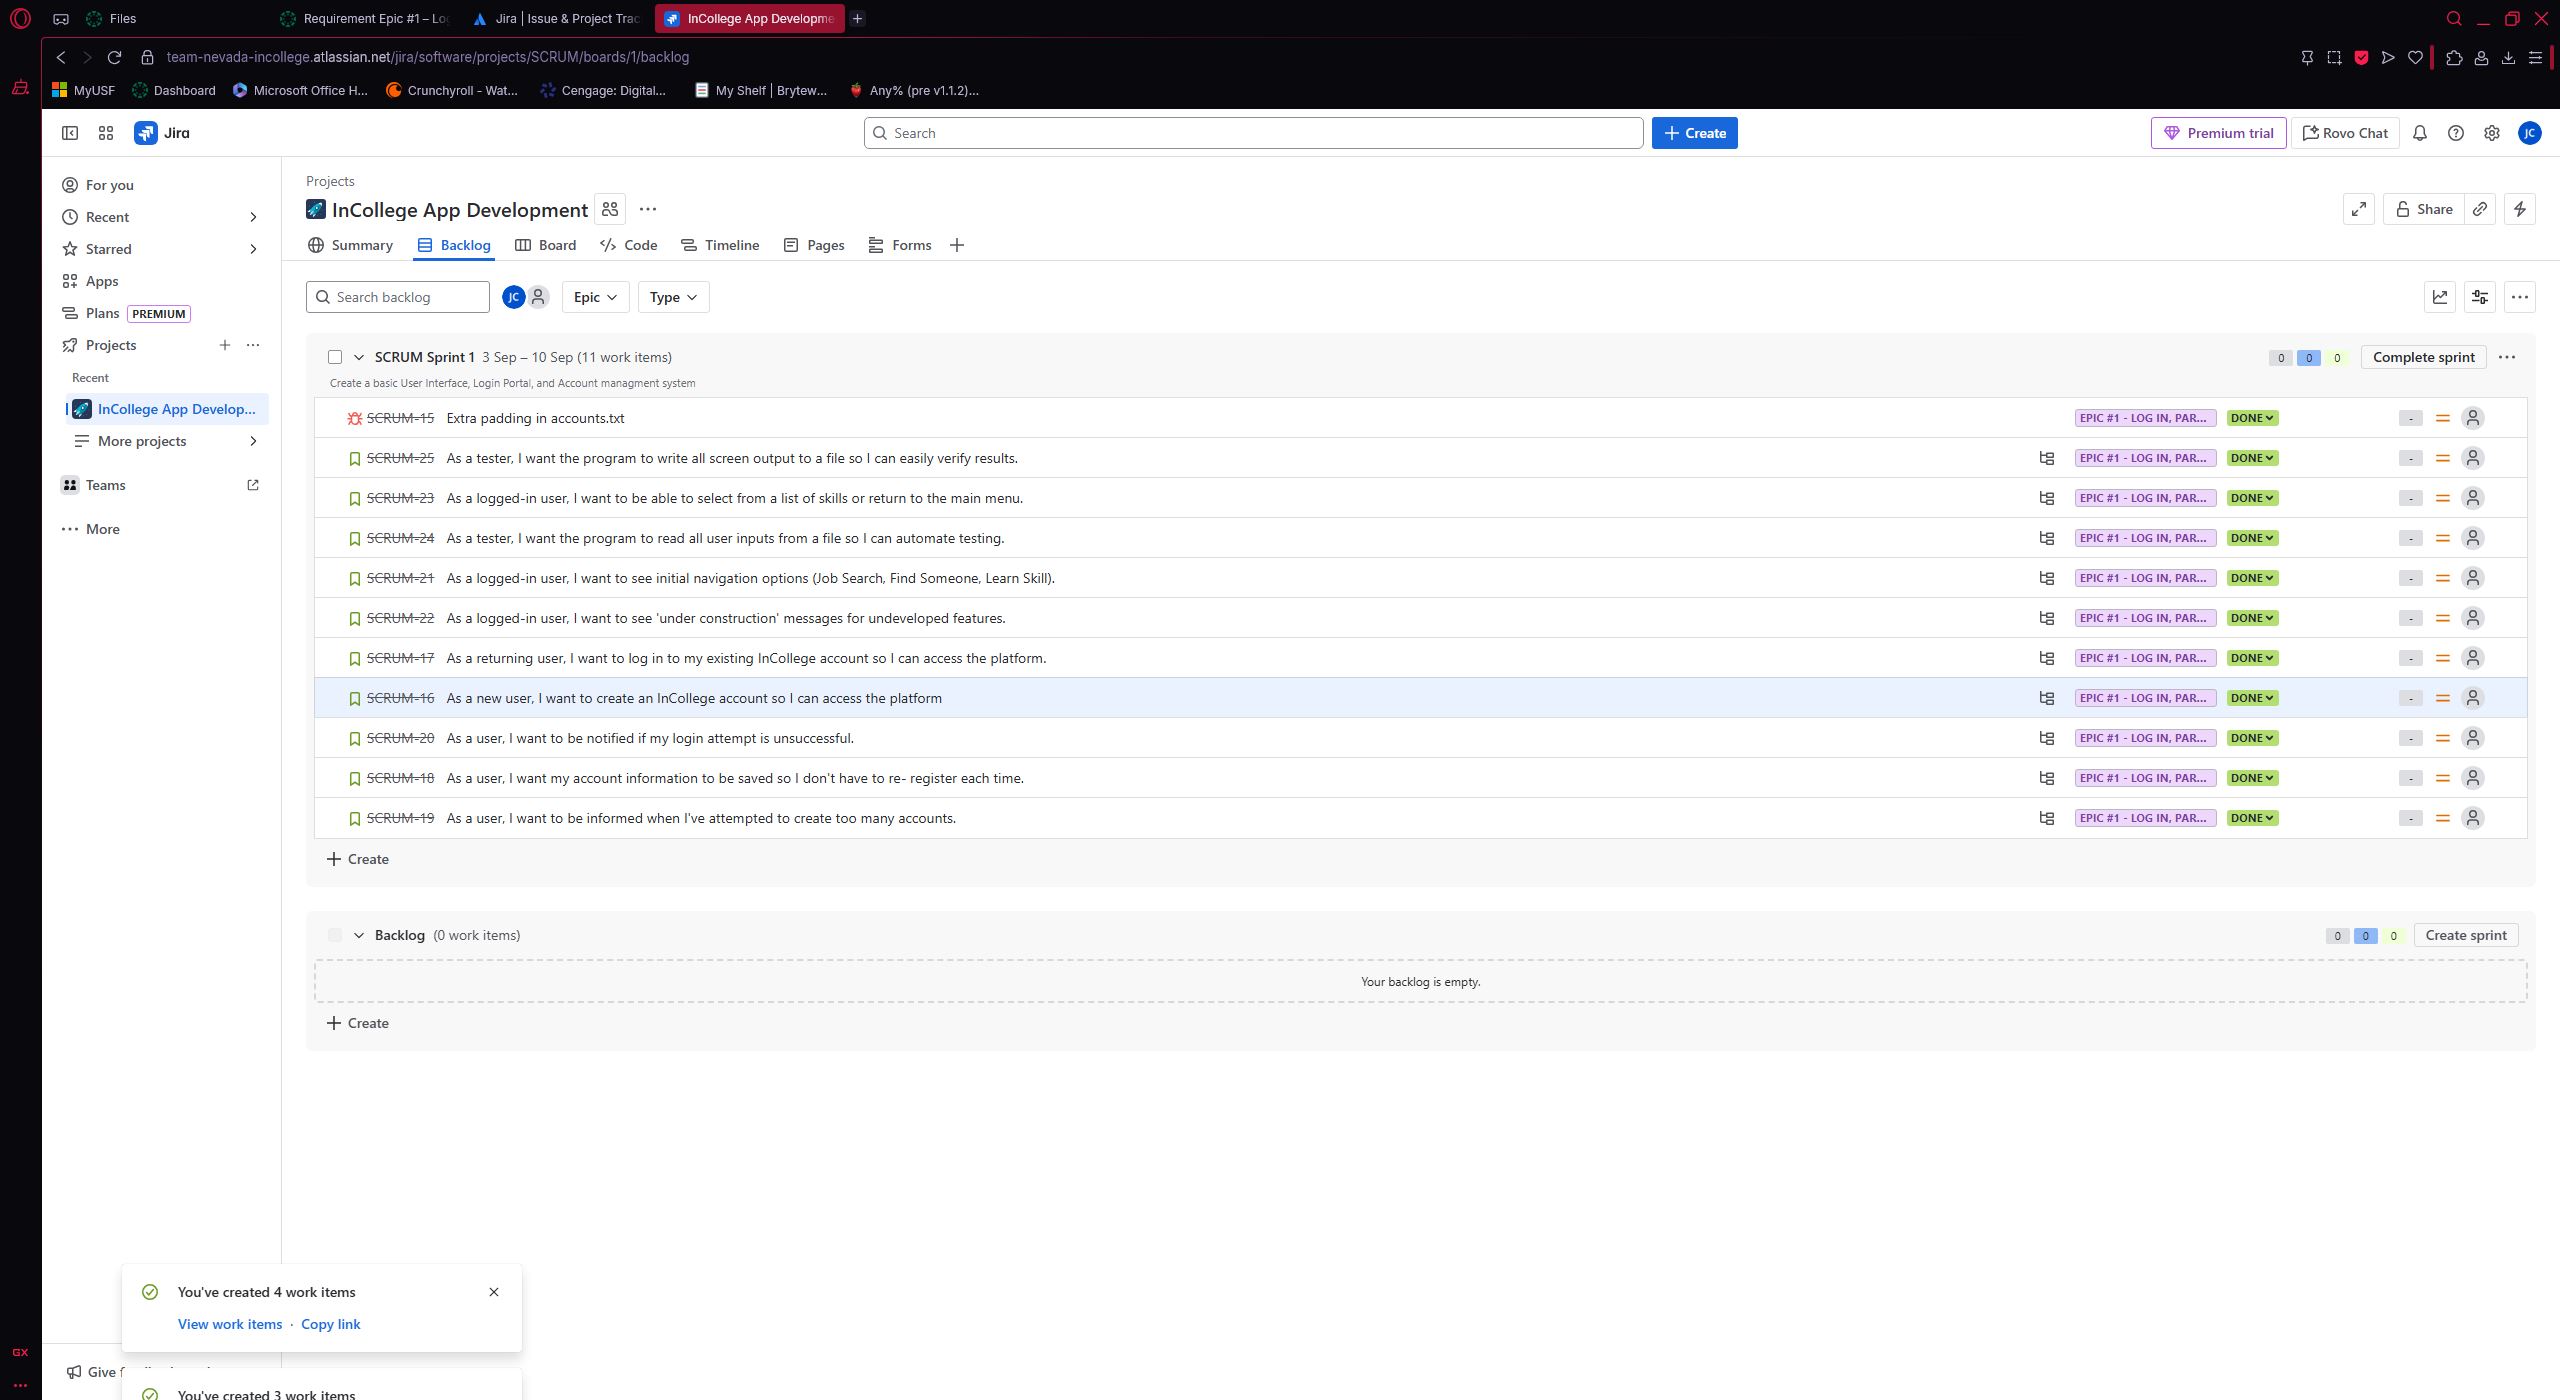 Files
Requirement Epic #1 – Lo
Jira | Issue & Project Trac
InCollege App Developme
team-nevada-incollege.atlassian.net/jira/software/projects/SCRUM/boards/1/backlog
MyUSF
Dashboard
Microsoft Office H...
Crunchyroll - Wat...
Cengage: Digital...
My Shelf | Brytew...
Any% (pre v1.1.2)...
Jira
Search
Create
Premium trial
Rovo Chat
JC
For you
Recent
Starred
Apps
Plans PREMIUM
Projects
Recent
InCollege App Develop...
More projects
Teams
More
Projects
InCollege App Development
Share
Summary
Backlog
Board
Code
Timeline
Pages
Forms
Search backlog
JC
Epic
Type
SCRUM Sprint 1 3 Sep – 10 Sep (11 work items)
0 0 0 Complete sprint
Create a basic User Interface, Login Portal, and Account managment system
SCRUM-15 Extra padding in accounts.txt EPIC #1 - LOG IN, PAR... DONE -
SCRUM-25 As a tester, I want the program to write all screen output to a file so I can easily verify results. EPIC #1 - LOG IN, PAR... DONE -
SCRUM-23 As a logged-in user, I want to be able to select from a list of skills or return to the main menu. EPIC #1 - LOG IN, PAR... DONE -
SCRUM-24 As a tester, I want the program to read all user inputs from a file so I can automate testing. EPIC #1 - LOG IN, PAR... DONE -
SCRUM-21 As a logged-in user, I want to see initial navigation options (Job Search, Find Someone, Learn Skill). EPIC #1 - LOG IN, PAR... DONE -
SCRUM-22 As a logged-in user, I want to see 'under construction' messages for undeveloped features. EPIC #1 - LOG IN, PAR... DONE -
SCRUM-17 As a returning user, I want to log in to my existing InCollege account so I can access the platform. EPIC #1 - LOG IN, PAR... DONE -
SCRUM-16 As a new user, I want to create an InCollege account so I can access the platform EPIC #1 - LOG IN, PAR... DONE -
SCRUM-20 As a user, I want to be notified if my login attempt is unsuccessful. EPIC #1 - LOG IN, PAR... DONE -
SCRUM-18 As a user, I want my account information to be saved so I don't have to re- register each time. EPIC #1 - LOG IN, PAR... DONE -
SCRUM-19 As a user, I want to be informed when I've attempted to create too many accounts. EPIC #1 - LOG IN, PAR... DONE -
Create
Backlog (0 work items)
0 0 0 Create sprint
Your backlog is empty.
Create
You've created 4 work items
View work items · Copy link
GX
Give
You've created 3 work items